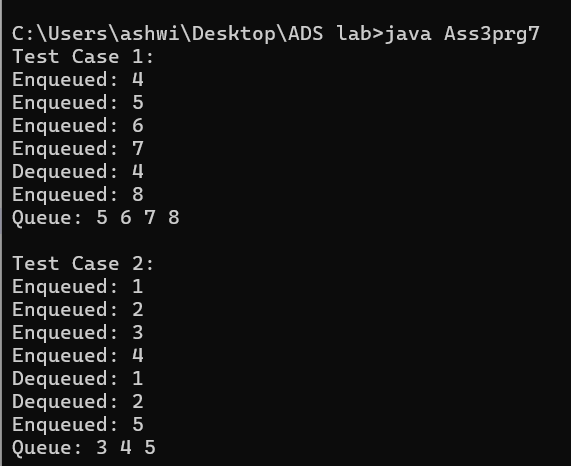 C:\Users\ashwi\Desktop\ADS lab>java Ass3prg7
Test Case 1:
Enqueued: 4
Enqueued: 5
Enqueued: 6
Enqueued: 7
Dequeued: 4
Enqueued: 8
Queue: 5 6 7 8
Test Case 2:
Enqueued: 1
Enqueued: 2
Enqueued: 3
Enqueued: 4
Dequeued: 1
Dequeued: 2
Enqueued: 5
Queue: 3 4 5